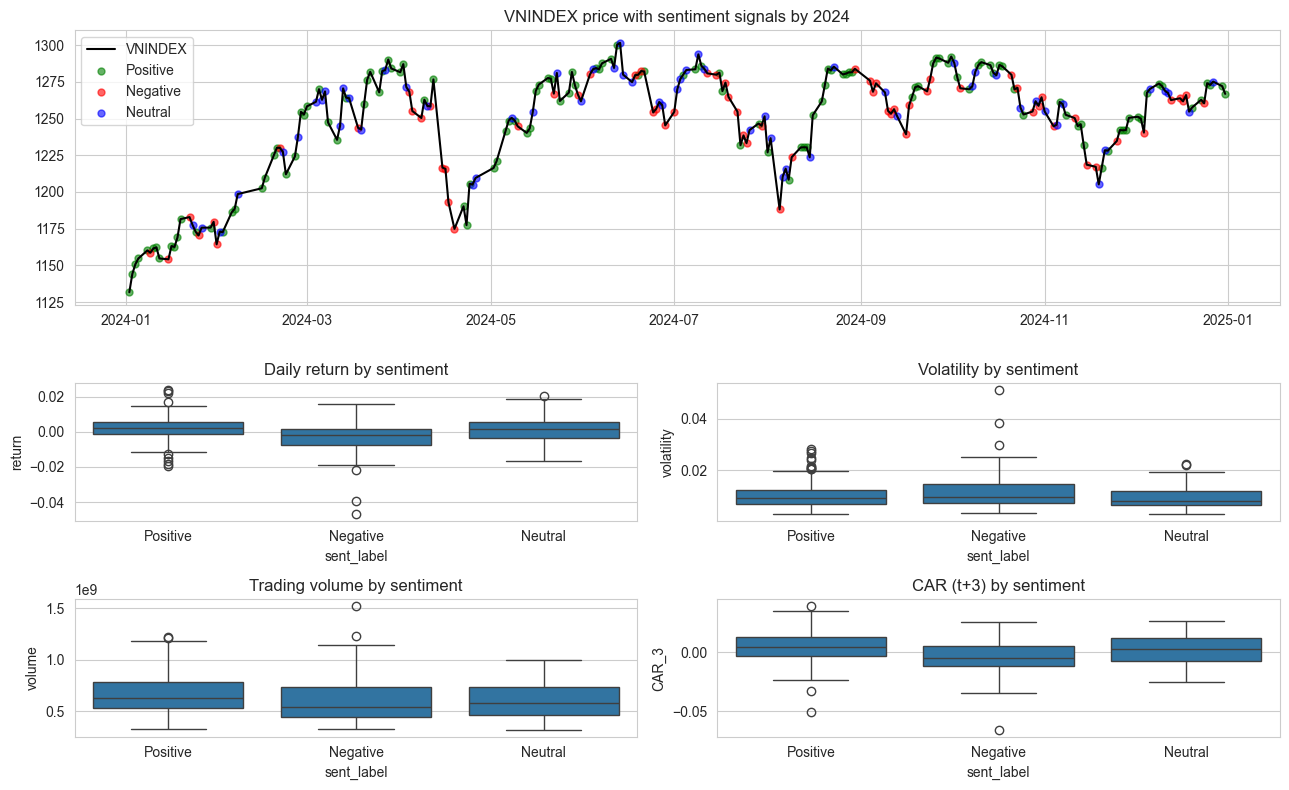 VNINDEX price with sentiment signals by 2024
1300
1275
1250
1225
1200
1175
1150
1125
VNINDEX
Positive
Negative
Neutral
2024-01 2024-03 2024-05 2024-07 2024-09 2024-11 2025-01
Daily return by sentiment
return
0.02
0.00
−0.02
−0.04
Positive Negative Neutral
sent_label
Volatility by sentiment
volatility
0.04
0.02
Positive Negative Neutral
sent_label
Trading volume by sentiment
1e9
volume
1.5
1.0
0.5
Positive Negative Neutral
sent_label
CAR (t+3) by sentiment
CAR_3
0.00
−0.05
Positive Negative Neutral
sent_label